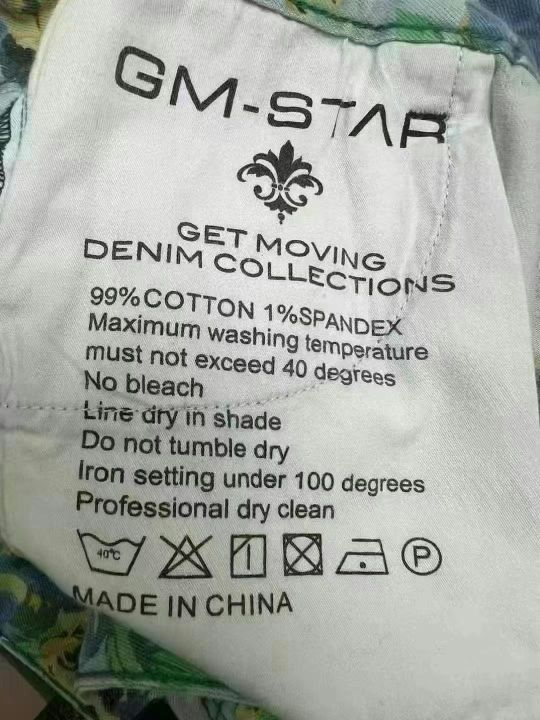 GM-STAR
GET MOVING
DENIM COLLECTIONS
99%COTTON 1%SPANDEX
Maximum washing temperature
must not exceed 40 degrees
No bleach
Line dry in shade
Do not tumble dry
Iron setting under 100 degrees
Professional dry clean
40℃ P
MADE IN CHINA